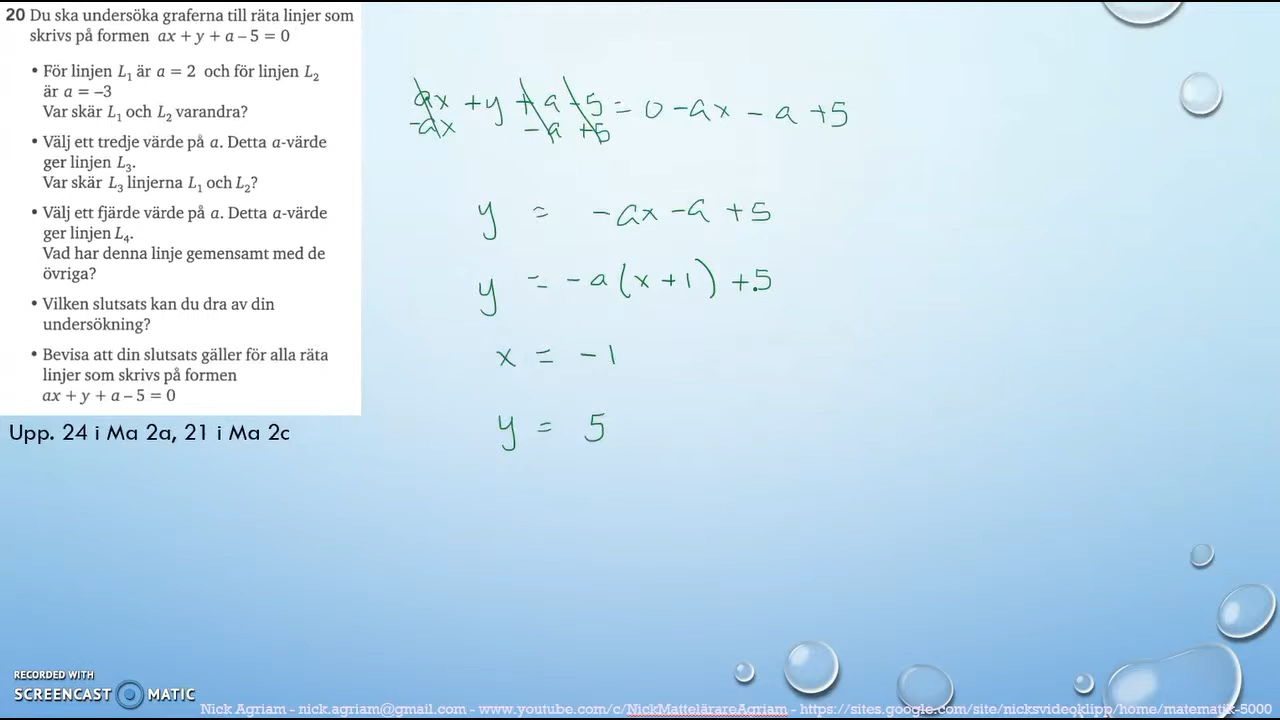 20 Du ska undersöka graferna till räta linjer som
skrivs på formen ax + y + a – 5 = 0
• För linjen L₁ är a = 2 och för linjen L₂
är a = –3
Var skär L₁ och L₂ varandra?
• Välj ett tredje värde på a. Detta a-värde
ger linjen L₃.
Var skär L₃ linjerna L₁ och L₂?
• Välj ett fjärde värde på a. Detta a-värde
ger linjen L₄.
Vad har denna linje gemensamt med de
övriga?
• Vilken slutsats kan du dra av din
undersökning?
• Bevisa att din slutsats gäller för alla räta
linjer som skrivs på formen
ax + y + a – 5 = 0
Upp. 24 i Ma 2a, 21 i Ma 2c
ax + y + a - 5 = 0 - ax - a + 5
-ax - a + 5
y = -ax - a + 5
y = -a(x + 1) + 5
x = -1
y = 5
RECORDED WITH
SCREENCAST MATIC
Nick Agriam - nick.agriam@gmail.com - www.youtube.com/c/NickMattelärareAgriam - https://sites.google.com/site/nicksvideoklipp/home/matematik-5000